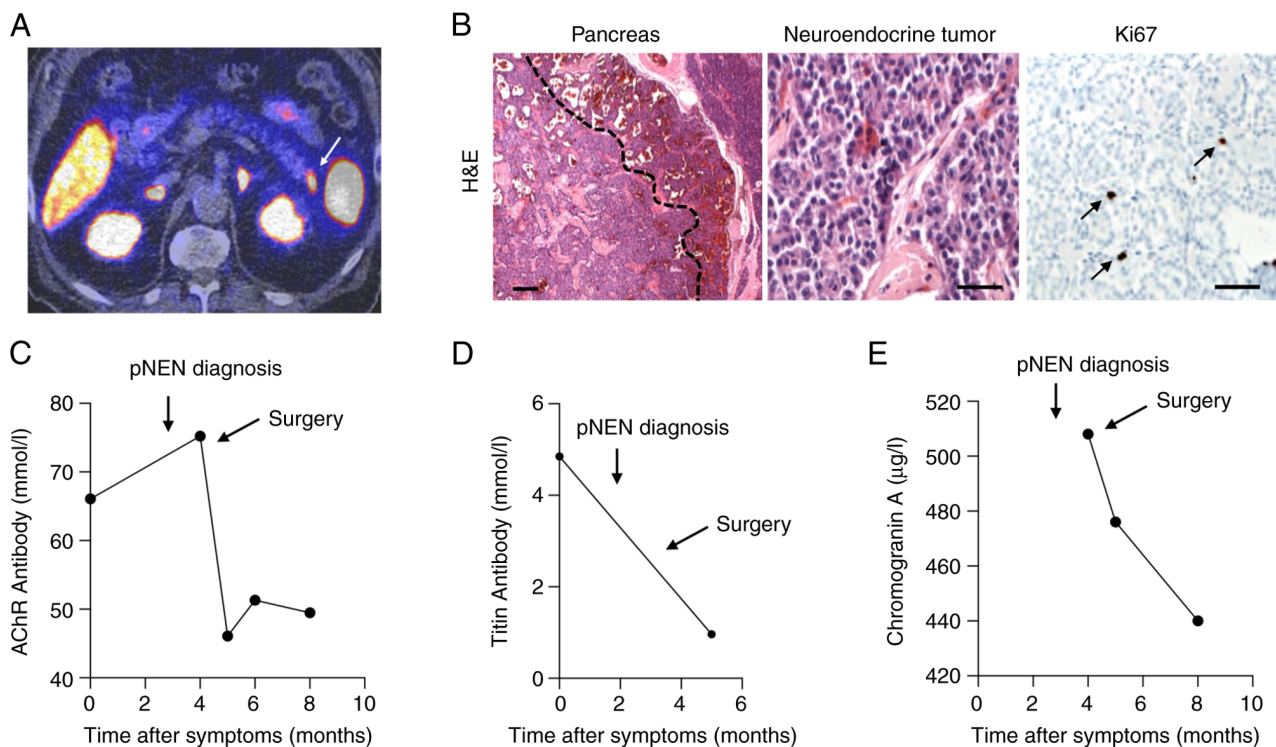 A
B
Pancreas
Neuroendocrine tumor
Ki67
H&E
C
pNEN diagnosis
Surgery
AChR Antibody (mmol/l)
80
70
60
50
40
0 2 4 6 8 10
Time after symptoms (months)
D
pNEN diagnosis
Surgery
Titin Antibody (mmol/l)
6
4
2
0
0 2 4 6
Time after symptoms (months)
E
pNEN diagnosis
Surgery
Chromogranin A (µg/l)
520
500
480
460
440
420
0 2 4 6 8 10
Time after symptoms (months)